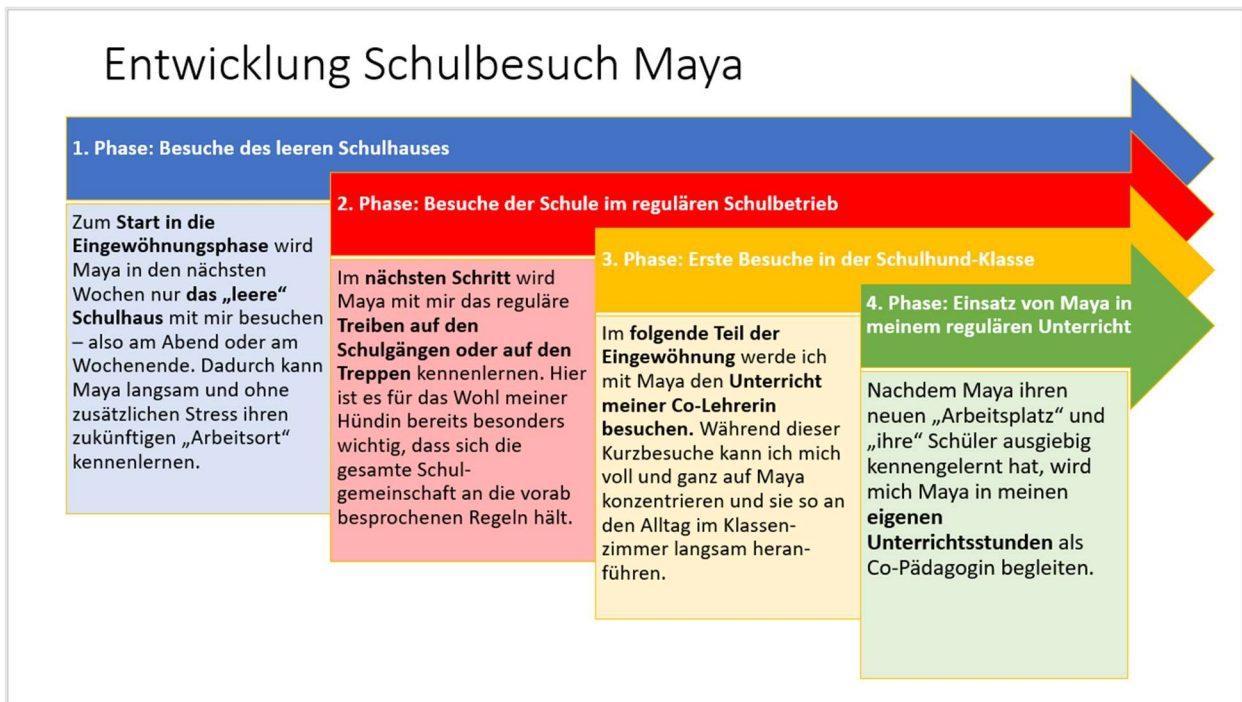 Entwicklung Schulbesuch Maya
1. Phase: Besuche des leeren Schulhauses
Zum Start in die
Eingewöhnungsphase wird
Maya in den nächsten
Wochen nur das „leere“
Schulhaus mit mir besuchen
– also am Abend oder am
Wochenende. Dadurch kann
Maya langsam und ohne
zusätzlichen Stress ihren
zukünftigen „Arbeitsort“
kennenlernen.
2. Phase: Besuche der Schule im regulären Schulbetrieb
Im nächsten Schritt wird
Maya mit mir das reguläre
Treiben auf den
Schulgängen oder auf den
Treppen kennenlernen. Hier
ist es für das Wohl meiner
Hündin bereits besonders
wichtig, dass sich die
gesamte Schul-
gemeinschaft an die vorab
besprochenen Regeln hält.
3. Phase: Erste Besuche in der Schulhund-Klasse
Im folgende Teil der
Eingewöhnung werde ich
mit Maya den Unterricht
meiner Co-Lehrerin
besuchen. Während dieser
Kurzbesuche kann ich mich
voll und ganz auf Maya
konzentrieren und sie so an
den Alltag im Klassen-
zimmer langsam heran-
führen.
4. Phase: Einsatz von Maya in
meinem regulären Unterricht
Nachdem Maya ihren
neuen „Arbeitsplatz“ und
„ihre“ Schüler ausgiebig
kennengelernt hat, wird
mich Maya in meinen
eigenen
Unterrichtsstunden als
Co-Pädagogin begleiten.